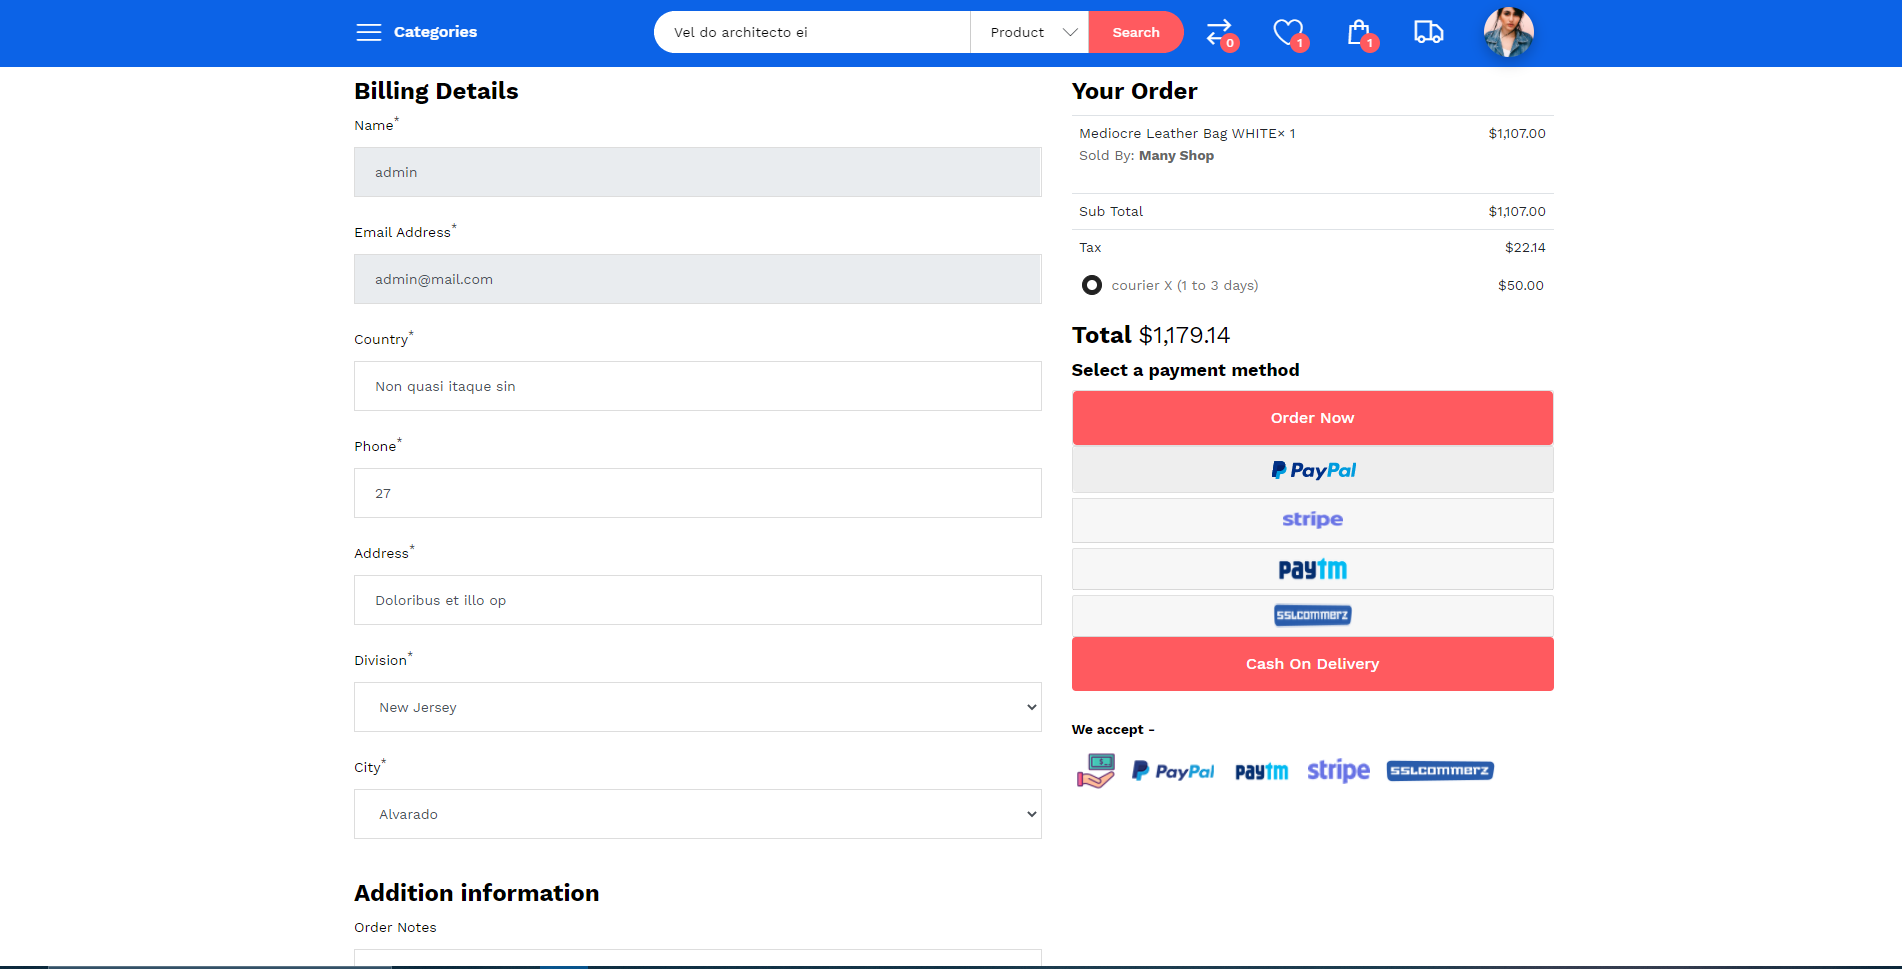 Categories
Vel do architecto ei
Product
Search
0
1
1
Billing Details
Name*
admin
Email Address*
admin@mail.com
Country*
Non quasi itaque sin
Phone*
27
Address*
Doloribus et illo op
Division*
New Jersey
City*
Alvarado
Addition information
Order Notes
Your Order
Mediocre Leather Bag WHITE× 1 $1,107.00
Sold By: Many Shop
Sub Total $1,107.00
Tax $22.14
courier X (1 to 3 days) $50.00
Total $1,179.14
Select a payment method
Order Now
PayPal
stripe
paytm
SSLCOMMERZ
Cash On Delivery
We accept -
PayPal paytm stripe SSLCOMMERZ